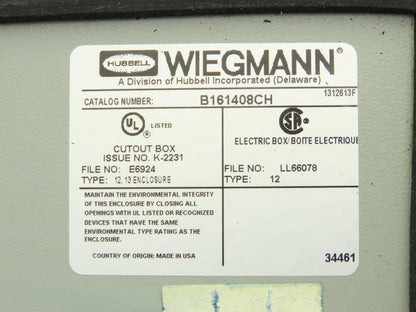 HUBBELL WIEGMANN®
A Division of Hubbell Incorporated (Delaware)
1312613F
CATALOG NUMBER: B161408CH
UL LISTED
CUTOUT BOX
ISSUE NO. K-2231
FILE NO: E6924
TYPE: 12, 13 ENCLOSURE
SA
ELECTRIC BOX/BOITE ELECTRIQUE
FILE NO: LL66078
TYPE: 12
MAINTAIN THE ENVIRONMENTAL INTEGRITY
OF THIS ENCLOSURE BY CLOSING ALL
OPENINGS WITH UL LISTED OR RECOGNIZED
DEVICES THAT HAVE THE SAME
ENVIRONMENTAL TYPE RATING AS THE
ENCLOSURE.
COUNTRY OF ORIGIN: MADE IN USA
34461